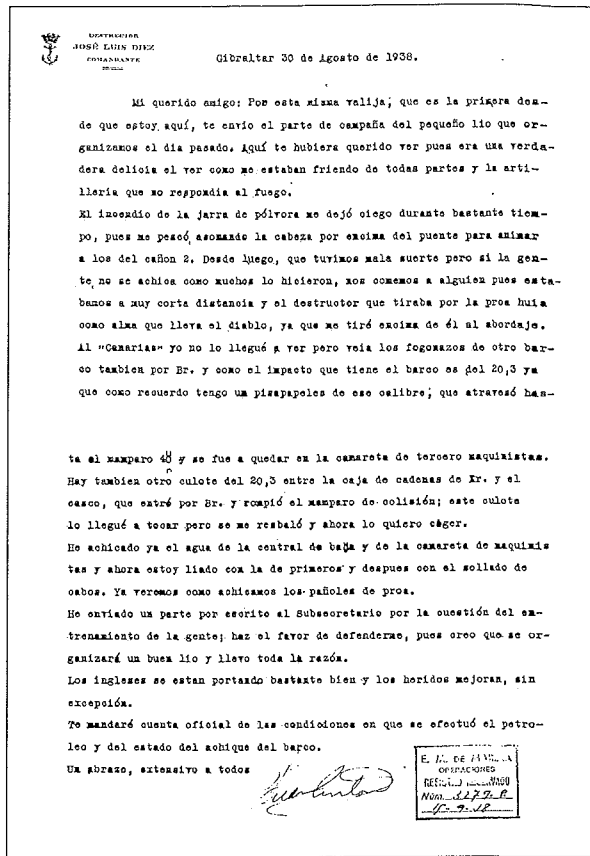 DESTRUCTOR
JOSÉ LUIS DIEZ
COMANDANTE
Gibraltar 30 de Agosto de 1938.
Mi querido amigo: Por esta misma valija; que es la primera des-
de que estoy aquí, te envio el parte de campaña del pequeño lio que or-
ganizamos el dia pasado. Aquí te hubiera querido ver pues era una verda-
dera delicia el ver como me estaban friendo de todas partes y la arti-
lleria que no respondia al fuego.
El incendio de la jarra de pólvora me dejó ciego durante bastante tiem-
po, pues me pescó asomando la cabeza por encima del puente para animar
a los del cañon 2. Desde luego, que tuvimos mala suerte pero si la gen-
te no se achica como muchos lo hicieron, nos comemos a alguien pues esta-
bamos a muy corta distancia y el destructor que tiraba por la proa huia
como alma que lleva el diablo, ya que me tiré encima de él al abordaje.
Al "Canarias" yo no lo llegué a ver pero veia los fogonazos de otro bar-
co tambien por Br. y como el impacto que tiene el barco es del 20,3 ya
que como recuerdo tengo un pisapapeles de ese calibre; que atravesó has-
ta el mamparo 48 y se fue a quedar en la camareta de tercero maquinistas.
Hay tambien otro culote del 20,3 entre la caja de cadenas de Er. y el
casco, que entró por Br. y rompió el mamparo de colisión; este culote
lo llegué a tocar pero se me resbaló y ahora lo quiero cóger.
He achicado ya el agua de la central de baja y de la camareta de maquinis
tas y ahora estoy liado con la de primeros y despues con el sollado de
cabos. Ya veremos como achicamos los pañoles de proa.
He enviado un parte por escrito al Subsecretario por la cuestión del en-
trenamiento de la gente; haz el favor de defenderme, pues creo que se or-
ganizará un buen lio y llevo toda la razón.
Los ingleses se estan portando bastante bien y los heridos mejoran, sin
excepción.
Te mandaré cuenta oficial de las condiciones en que se efectuó el petro-
leo y del estado del achique del barco.
Un abrazo, extensivo a todos
E. M. DE
OPERACIONES
Núm. 3279 R